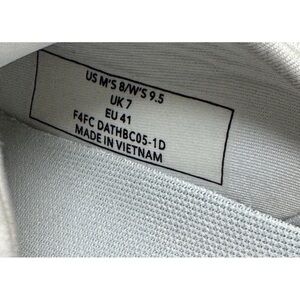 US M'S 8/W'S 9.5
UK 7
EU 41
F4FC DATHBC05-1D
MADE IN VIETNAM